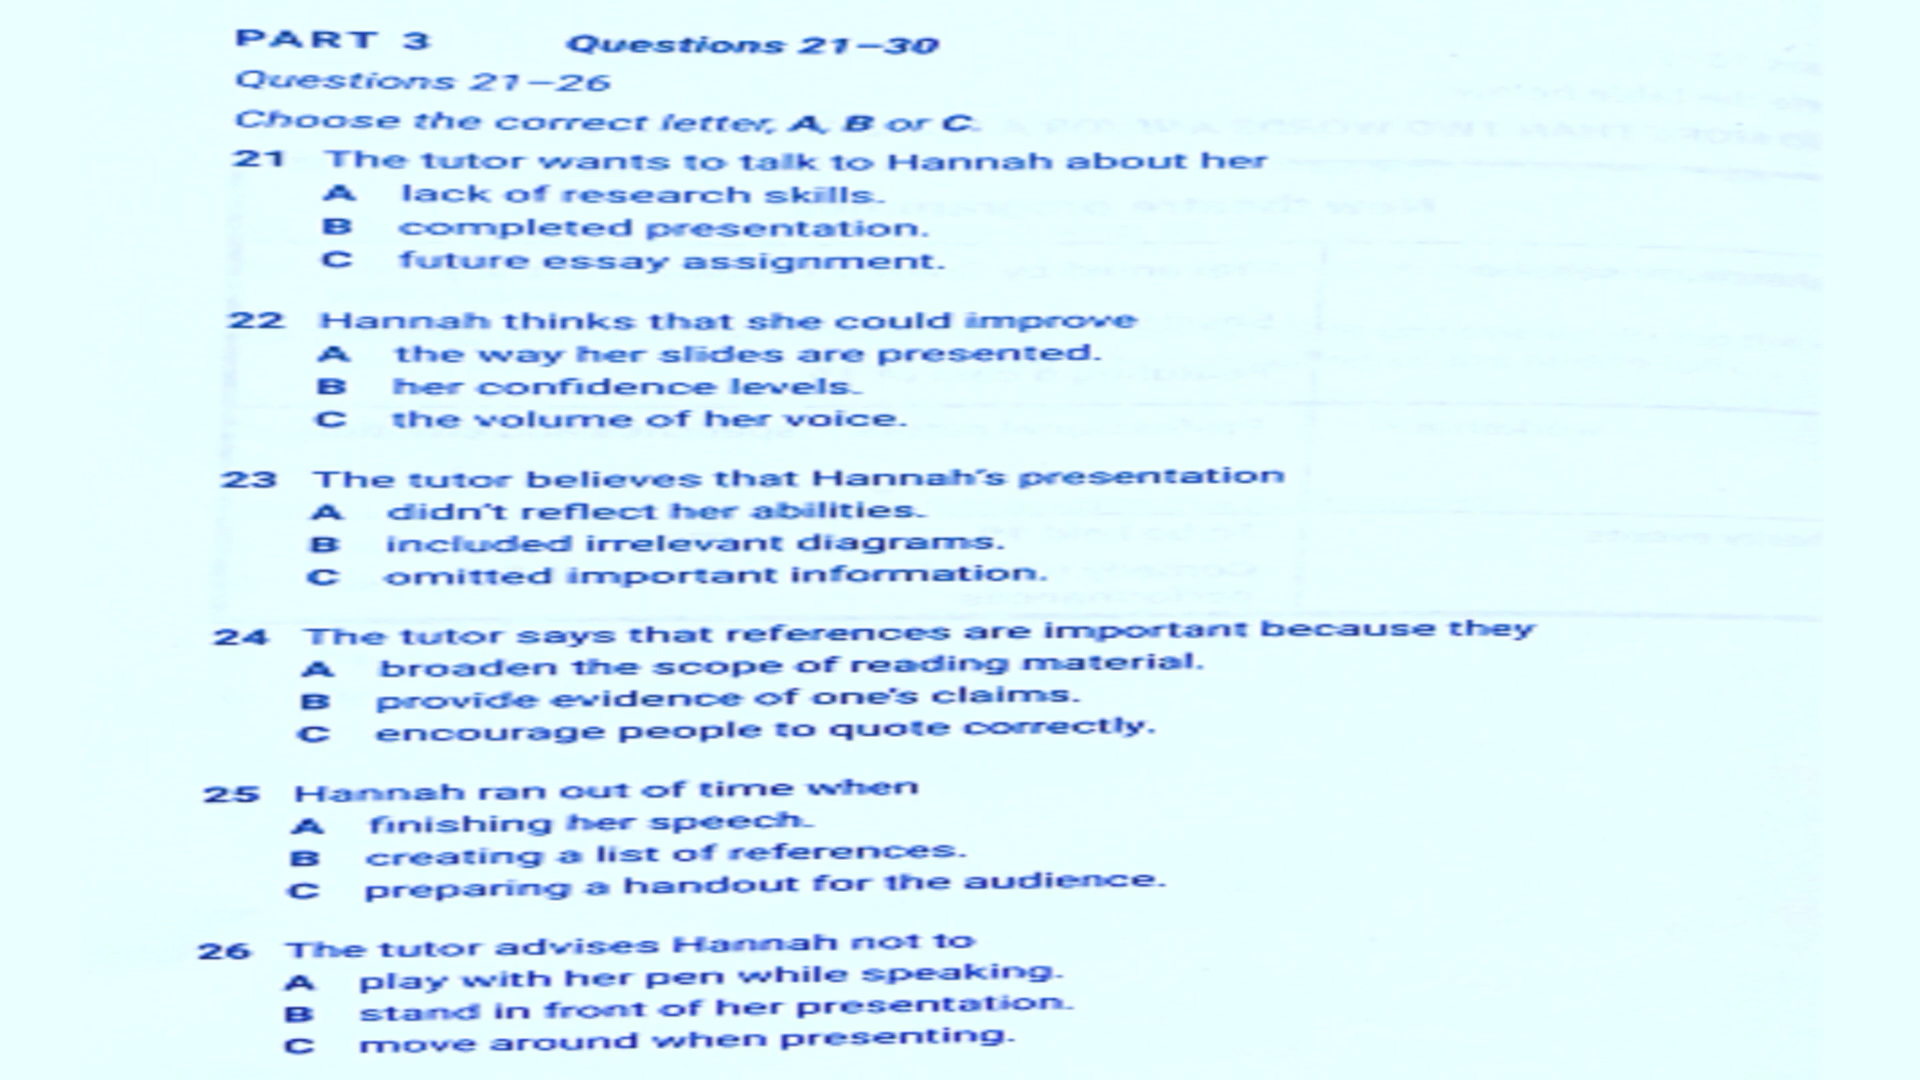 PART 3 Questions 21–30
Questions 21–26
Choose the correct letter, A, B or C.
21 The tutor wants to talk to Hannah about her
A lack of research skills.
B completed presentation.
C future essay assignment.
22 Hannah thinks that she could improve
A the way her slides are presented.
B her confidence levels.
C the volume of her voice.
23 The tutor believes that Hannah's presentation
A didn't reflect her abilities.
B included irrelevant diagrams.
C omitted important information.
24 The tutor says that references are important because they
A broaden the scope of reading material.
B provide evidence of one's claims.
C encourage people to quote correctly.
25 Hannah ran out of time when
A finishing her speech.
B creating a list of references.
C preparing a handout for the audience.
26 The tutor advises Hannah not to
A play with her pen while speaking.
B stand in front of her presentation.
C move around when presenting.